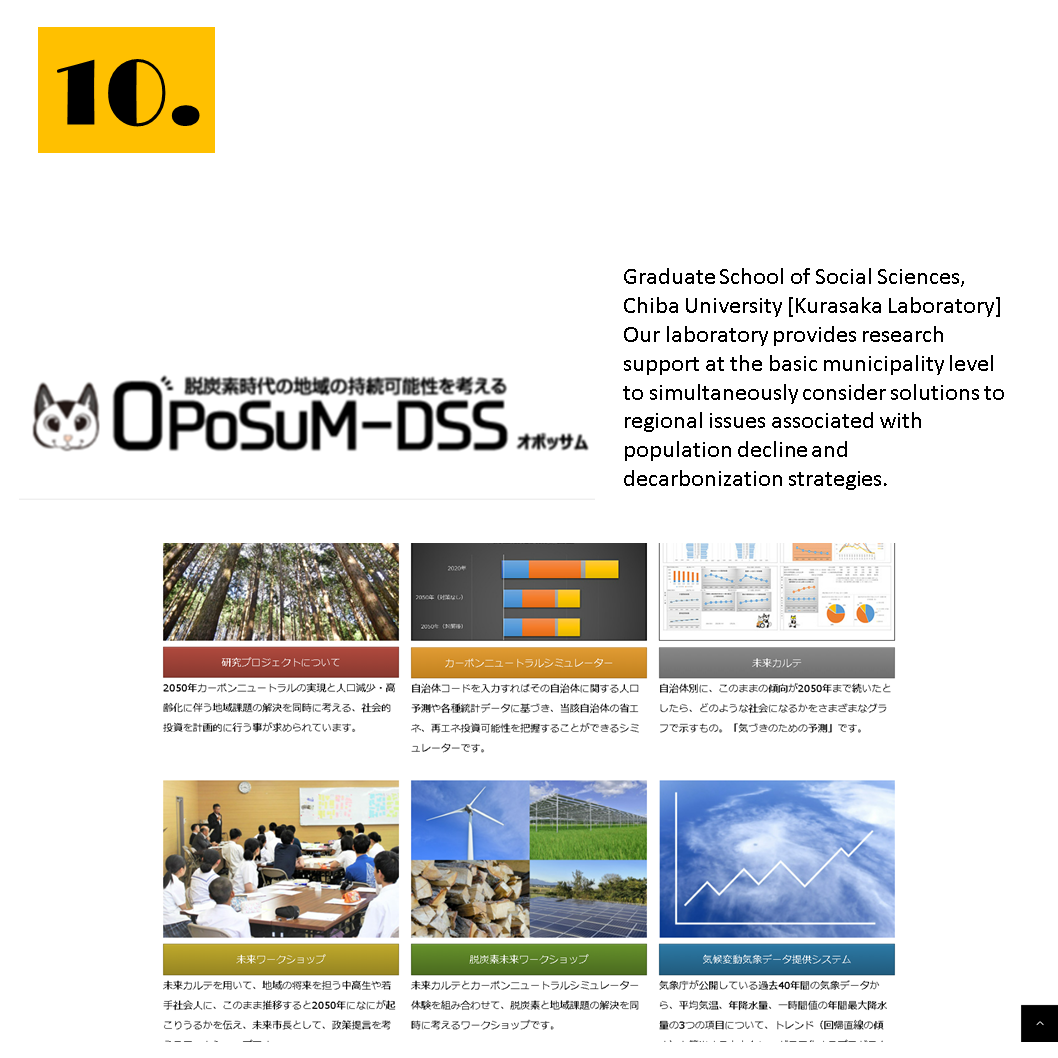 10.
Graduate School of Social Sciences,
Chiba University [Kurasaka Laboratory]
Our laboratory provides research
support at the basic municipality level
to simultaneously consider solutions to
regional issues associated with
population decline and
decarbonization strategies.
脱炭素時代の地域の持続可能性を考える
OPoSuM-DSS オポッサム
2020年
2050年（対策なし）
2050年（対策後）
研究プロジェクトについて
2050年カーボンニュートラルの実現と人口減少・高
齢化に伴う地域課題の解決を同時に考える、社会的
投資を計画的に行う事が求められています。
カーボンニュートラルシミュレーター
自治体コードを入力すればその自治体に関する人口
予測や各種統計データに基づき、当該自治体の省エ
ネ、再エネ投資可能性を把握することができるシミ
ュレーターです。
未来カルテ
自治体別に、このままの傾向が2050年まで続いたと
したら、どのような社会になるかをさまざまなグラ
フで示すもの。「気づきのための予測」です。
未来ワークショップ
未来カルテを用いて、地域の将来を担う中高生や若
手社会人に、このまま推移すると2050年になにが起
こりうるかを伝え、未来市長として、政策提言を考
脱炭素未来ワークショップ
未来カルテとカーボンニュートラルシミュレーター
体験を組み合わせて、脱炭素と地域課題の解決を同
時に考えるワークショップです。
気候変動気象データ提供システム
気象庁が公開している過去40年間の気象データか
ら、平均気温、年降水量、一時間値の年間最大降水
量の3つの項目について、トレンド（回帰直線の傾